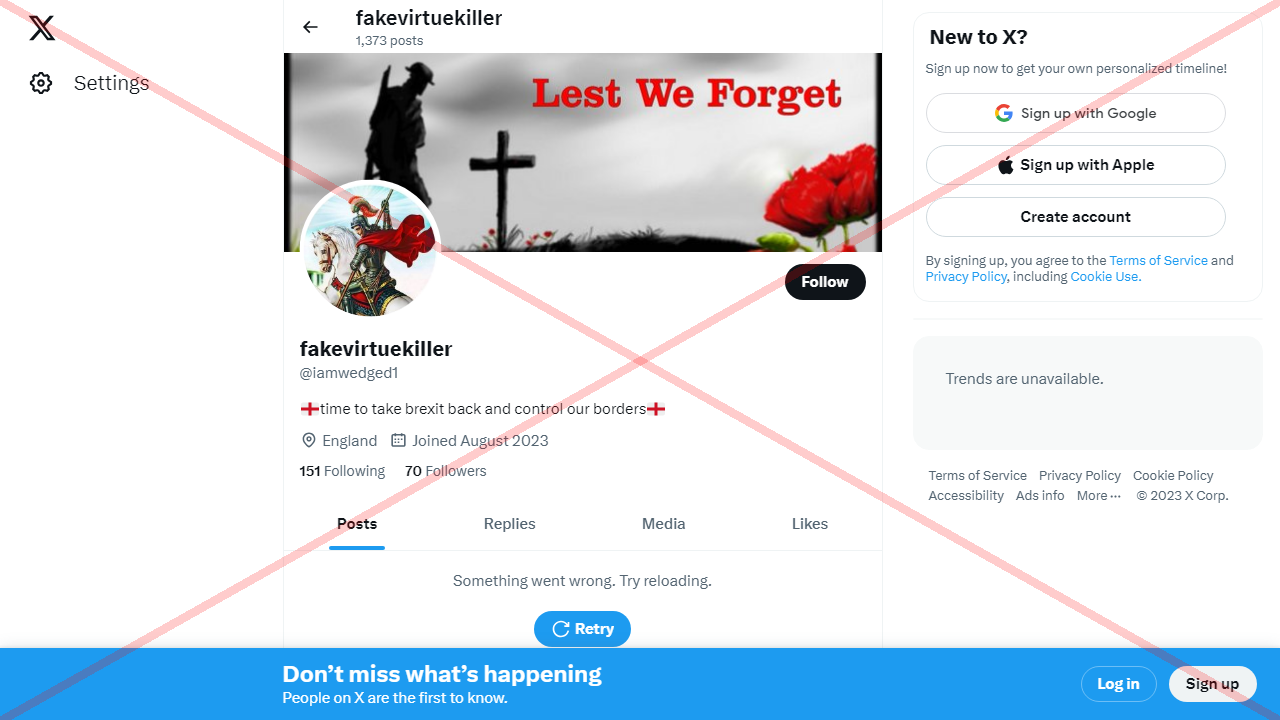 Settings
fakevirtuekiller
1,373 posts
Lest We Forget
Follow
fakevirtuekiller
@iamwedged1
🏴󠁧󠁢󠁥󠁮󠁧󠁿time to take brexit back and control our borders🏴󠁧󠁢󠁥󠁮󠁧󠁿
England Joined August 2023
151 Following 70 Followers
Posts Replies Media Likes
Something went wrong. Try reloading.
Retry
New to X?
Sign up now to get your own personalized timeline!
Sign up with Google
Sign up with Apple
Create account
By signing up, you agree to the Terms of Service and
Privacy Policy, including Cookie Use.
Trends are unavailable.
Terms of Service Privacy Policy Cookie Policy
Accessibility Ads info More ··· © 2023 X Corp.
Don’t miss what’s happening
People on X are the first to know.
Log in Sign up